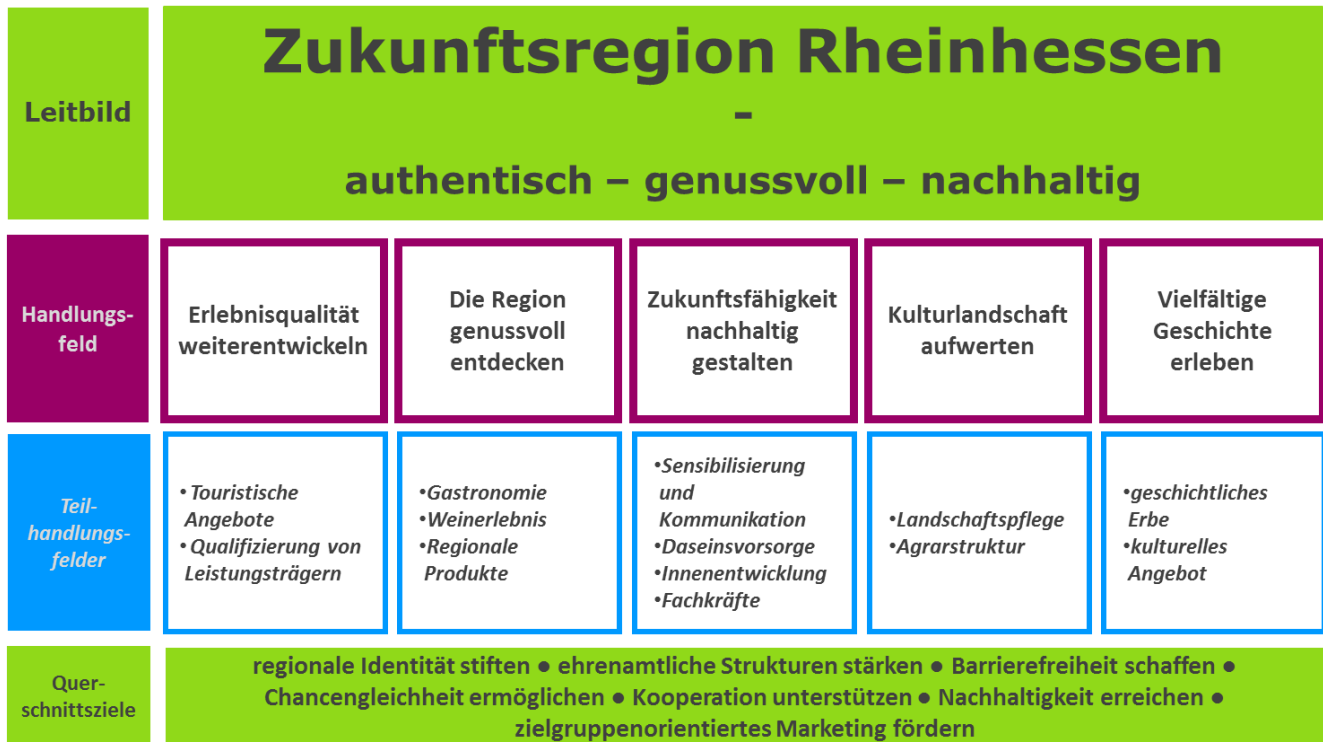 Leitbild
Zukunftsregion Rheinhessen
-
authentisch – genussvoll – nachhaltig
Handlungs-
feld
Erlebnisqualität
weiterentwickeln
Die Region
genussvoll
entdecken
Zukunftsfähigkeit
nachhaltig
gestalten
Kulturlandschaft
aufwerten
Vielfältige
Geschichte
erleben
Teil-
handlungs-
felder
• Touristische
Angebote
• Qualifizierung von
Leistungsträgern
•Gastronomie
•Weinerlebnis
•Regionale
Produkte
•Sensibilisierung
und
Kommunikation
•Daseinsvorsorge
•Innenentwicklung
•Fachkräfte
•Landschaftspflege
•Agrarstruktur
•geschichtliches
Erbe
•kulturelles
Angebot
Quer-
schnittsziele
regionale Identität stiften ● ehrenamtliche Strukturen stärken ● Barrierefreiheit schaffen ●
Chancengleichheit ermöglichen ● Kooperation unterstützen ● Nachhaltigkeit erreichen ●
zielgruppenorientiertes Marketing fördern